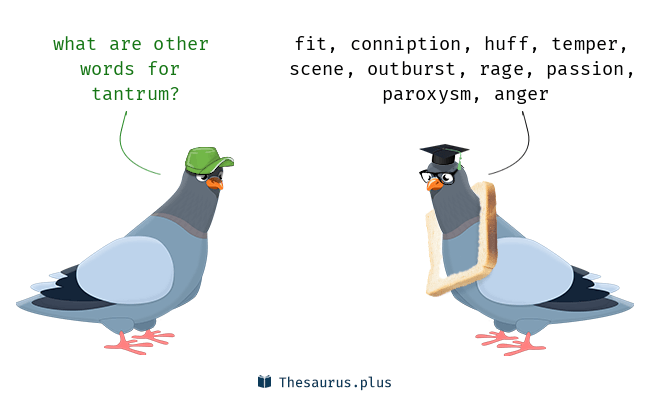 what are other
words for
tantrum?
fit, conniption, huff, temper,
scene, outburst, rage, passion,
paroxysm, anger
Thesaurus.plus